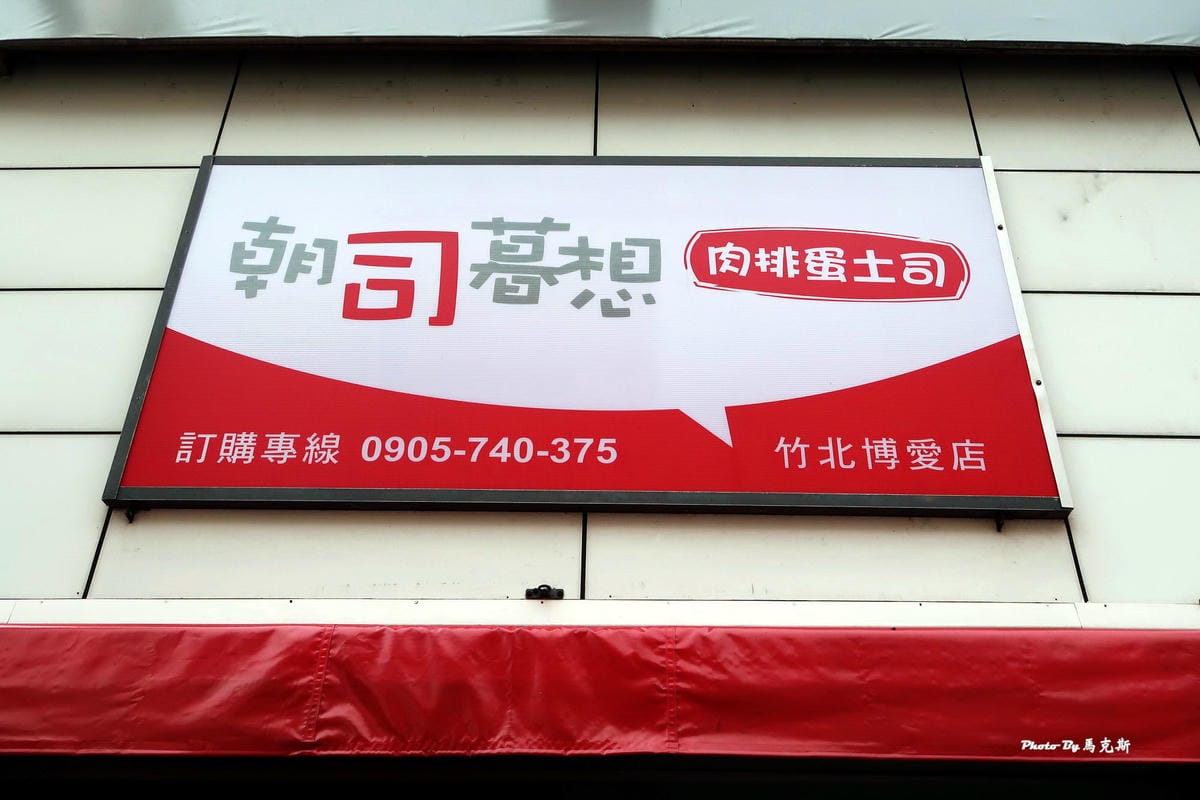 朝司暮想 肉排蛋土司
訂購專線 0905-740-375 竹北博愛店
Photo By 馬克斯